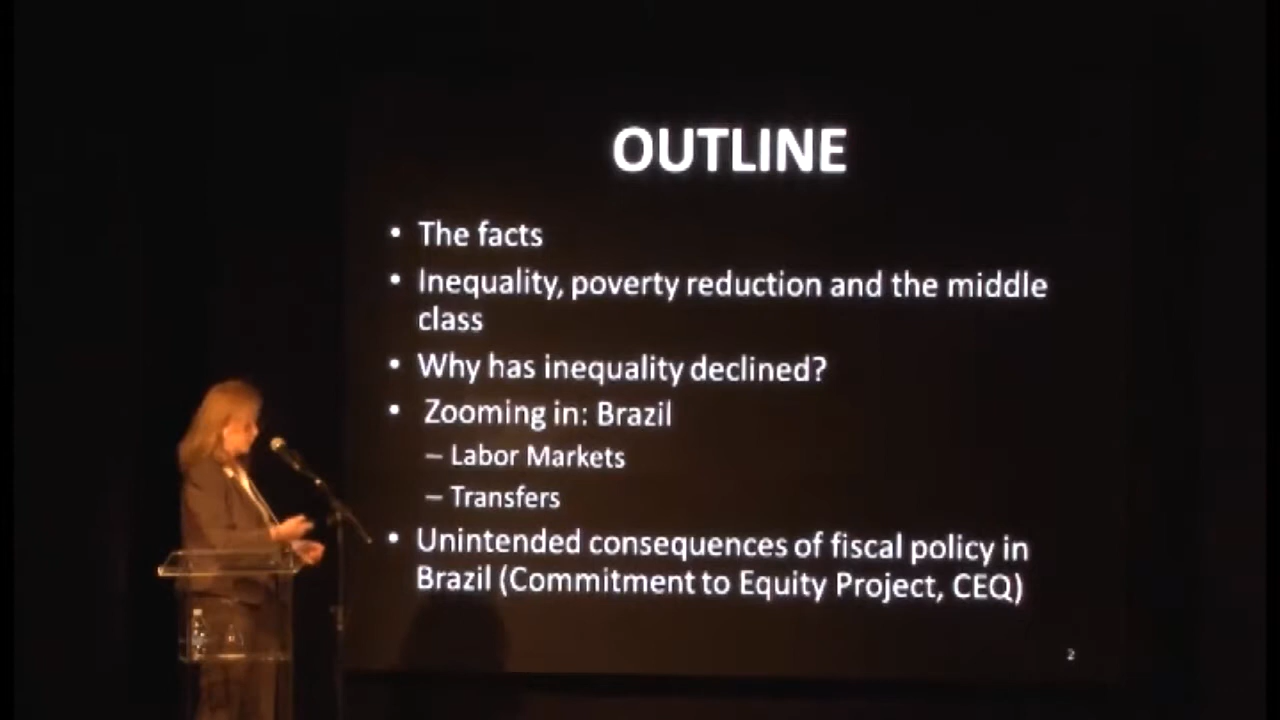 OUTLINE
• The facts
• Inequality, poverty reduction and the middle
class
• Why has inequality declined?
• Zooming in: Brazil
– Labor Markets
– Transfers
• Unintended consequences of fiscal policy in
Brazil (Commitment to Equity Project, CEQ)
2